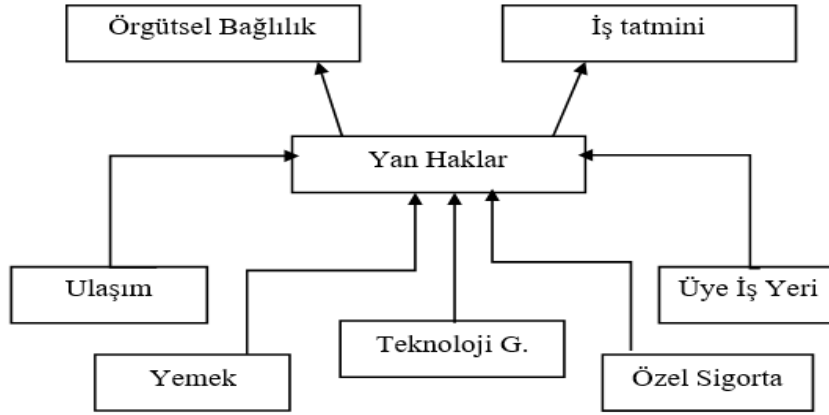 Örgütsel Bağlılık
İş tatmini
Yan Haklar
Ulaşım
Üye İş Yeri
Yemek
Teknoloji G.
Özel Sigorta